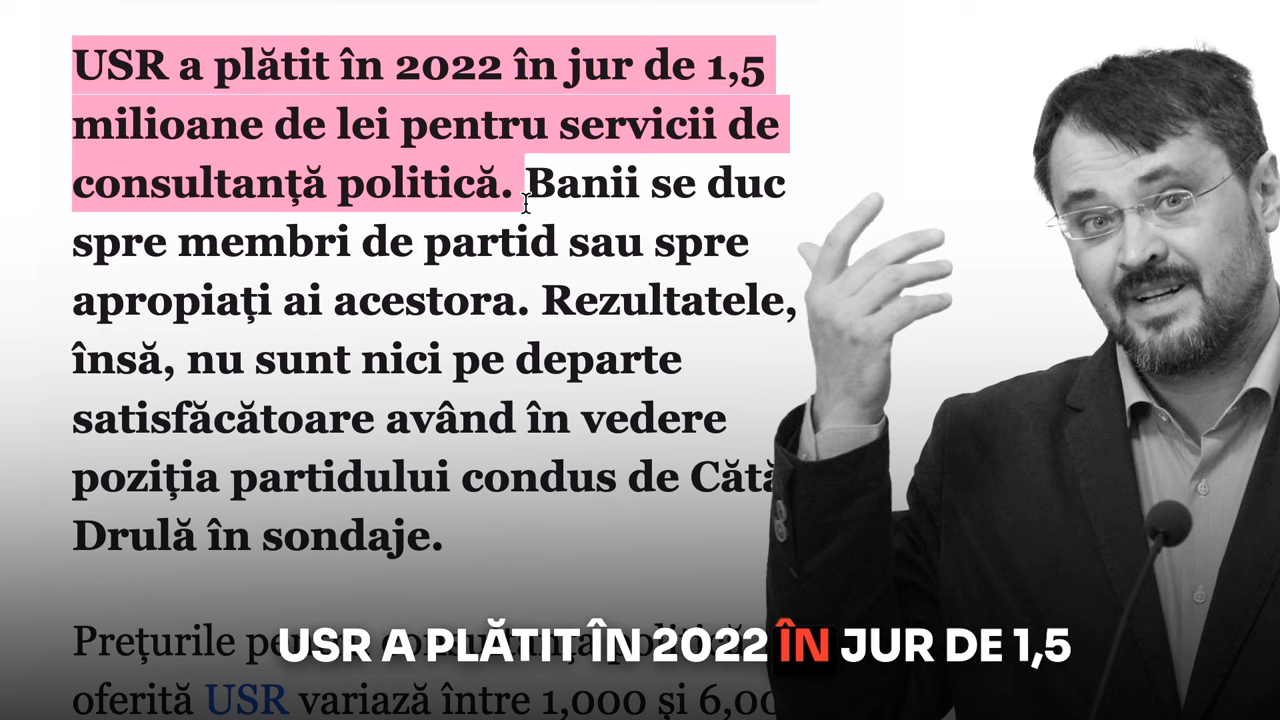 USR a plătit în 2022 în jur de 1,5
milioane de lei pentru servicii de
consultanță politică. Banii se duc
spre membri de partid sau spre
apropiați ai acestora. Rezultatele,
însă, nu sunt nici pe departe
satisfăcătoare având în vedere
poziția partidului condus de Cătă
Drulă în sondaje.
Prețurile
oferită USR variază între 1,000 și 6,00
USR A PLĂTIT ÎN 2022 ÎN JUR DE 1,5